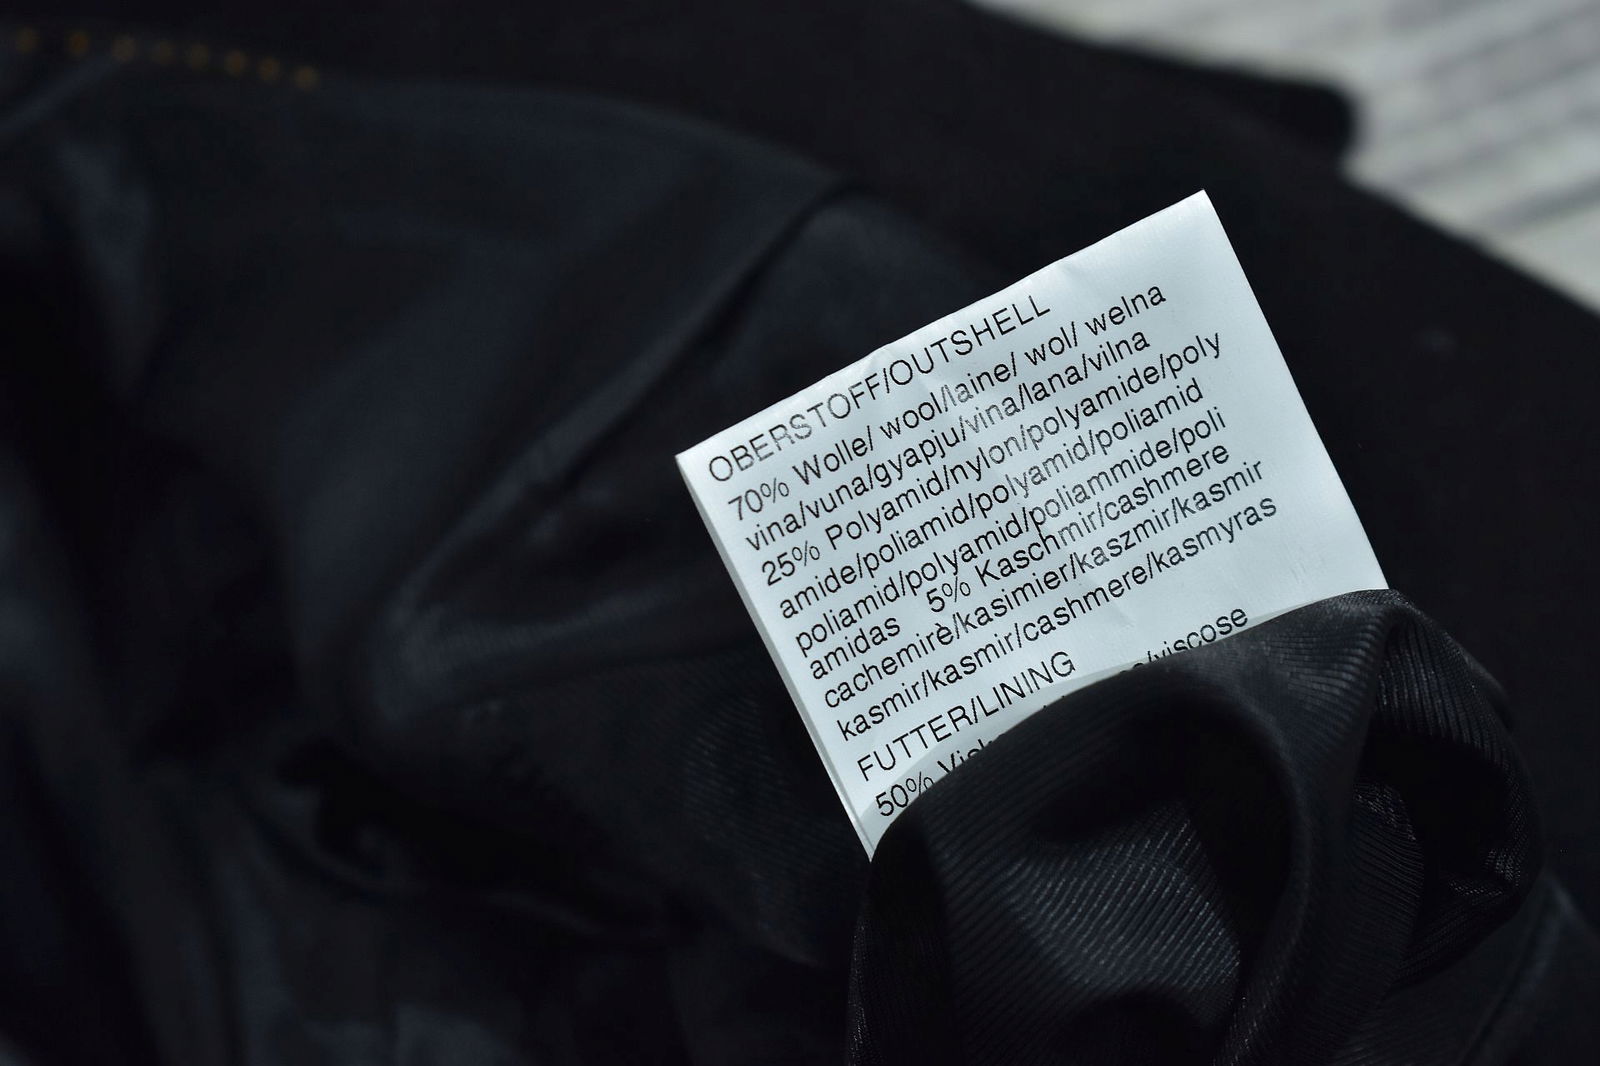 OBERSTOFF/OUTSHELL
70% Wolle/ wool/laine/ wol/ welna
vina/vuna/gyapju/vina/lana/vilna
25% Polyamid/nylon/polyamide/poly
amide/poliamid/polyamid/poliamid
poliamid/polyamid/poliammide/poli
amidas 5% Kaschmir/cashmere
cachemirè/kasimier/kaszmir/kasmir
kasmir/kasmir/cashmere/kasmyras
FUTTER/LINING
50% /viscose